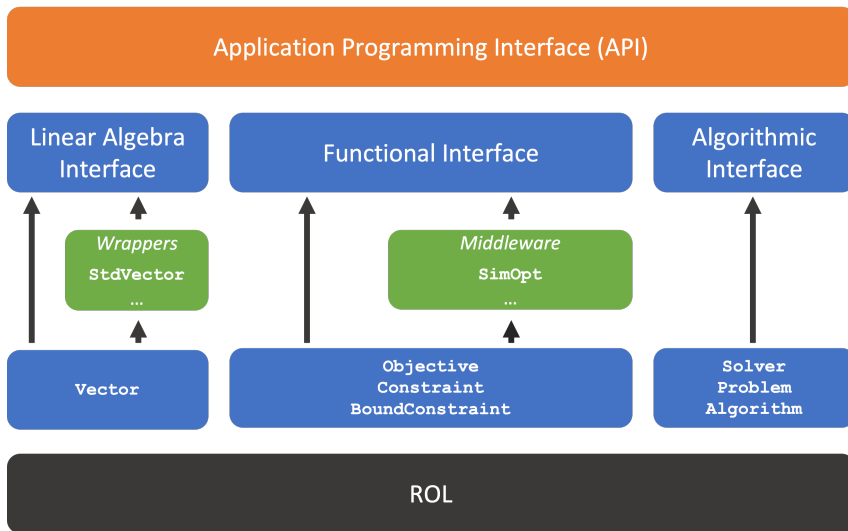 Application Programming Interface (API)
Linear Algebra
Interface
Functional Interface
Algorithmic
Interface
Wrappers
StdVector
...
Middleware
SimOpt
...
Vector
Objective
Constraint
BoundConstraint
Solver
Problem
Algorithm
ROL